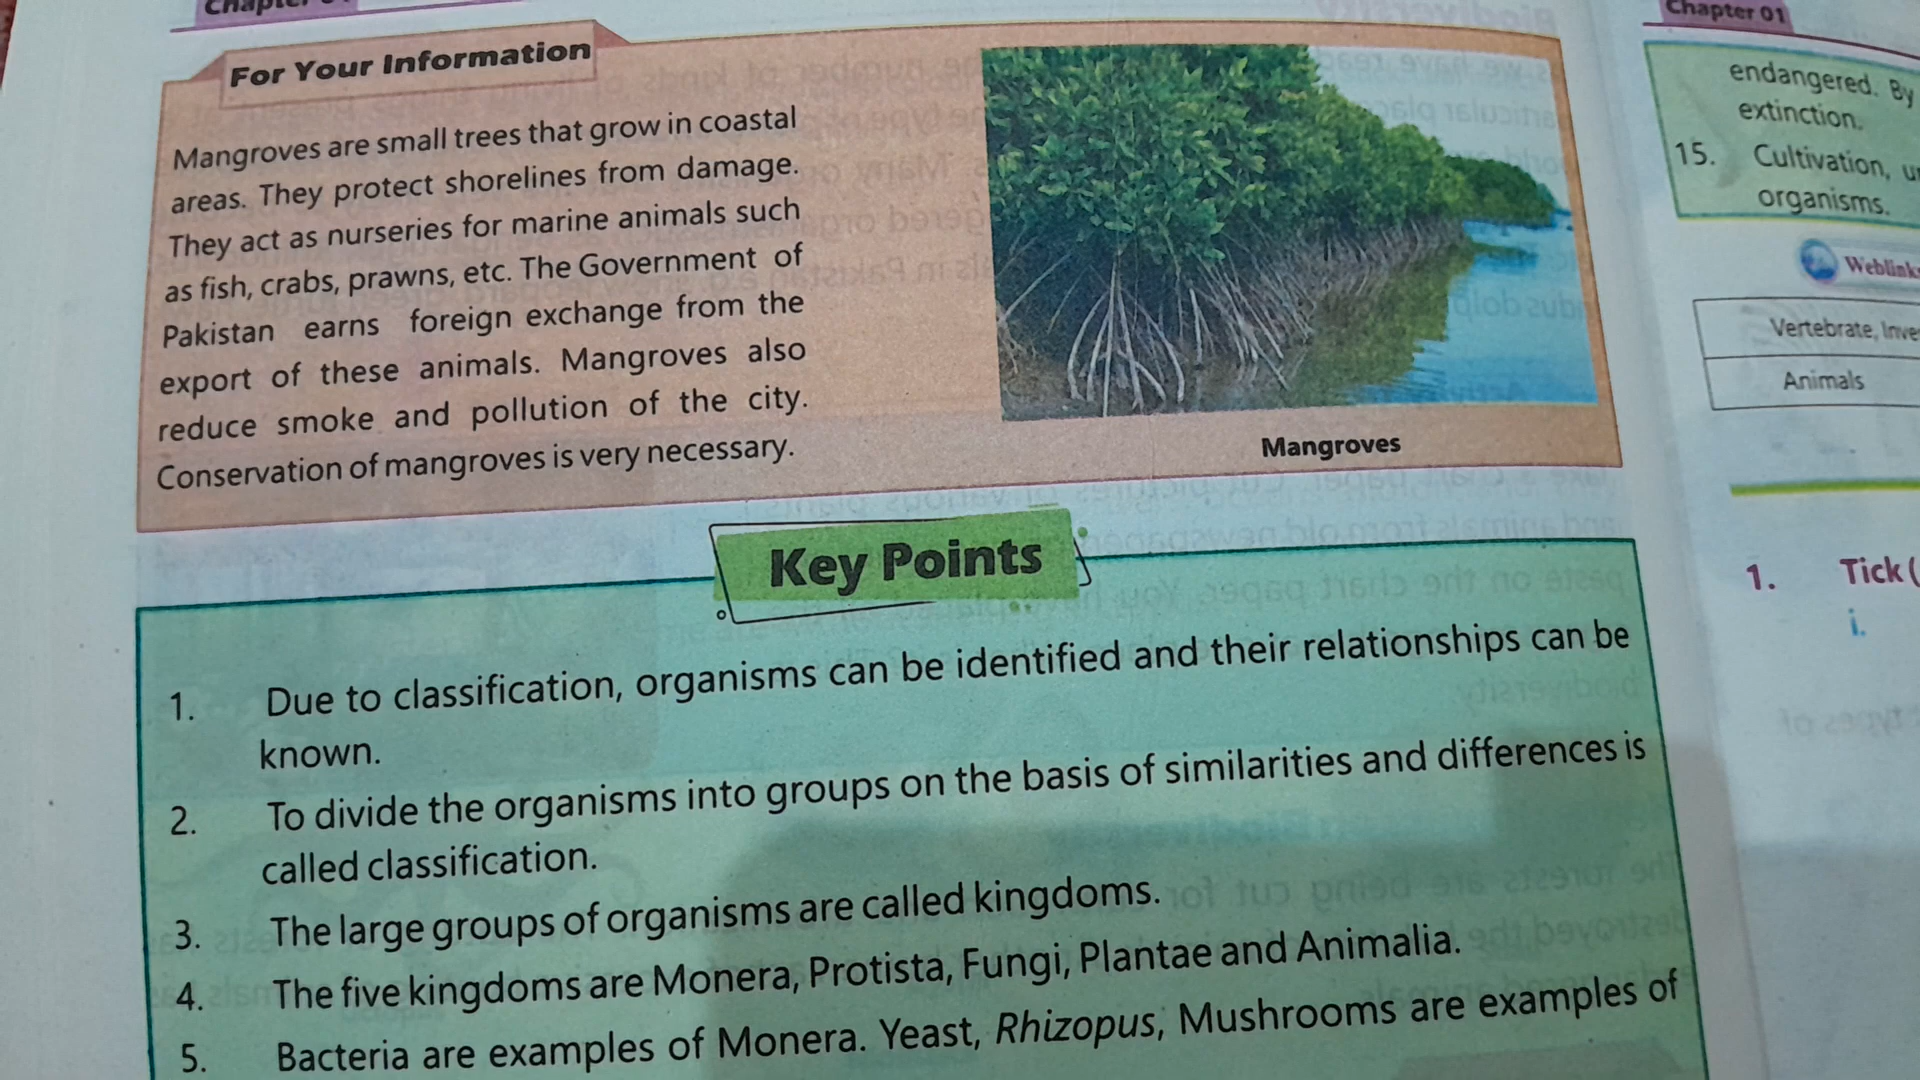 For Your Information
Mangroves are small trees that grow in coastal
areas. They protect shorelines from damage.
They act as nurseries for marine animals such
as fish, crabs, prawns, etc. The Government of
Pakistan earns foreign exchange from the
export of these animals. Mangroves also
reduce smoke and pollution of the city.
Conservation of mangroves is very necessary.
Mangroves
Key Points
1. Due to classification, organisms can be identified and their relationships can be
known.
2. To divide the organisms into groups on the basis of similarities and differences is
called classification.
3. The large groups of organisms are called kingdoms.
4. The five kingdoms are Monera, Protista, Fungi, Plantae and Animalia.
5. Bacteria are examples of Monera. Yeast, Rhizopus, Mushrooms are examples of
Chapter 01
endangered. By
extinction.
15. Cultivation,
organisms.
Weblinks
Vertebrate,
Animals
1. Tick (
i.